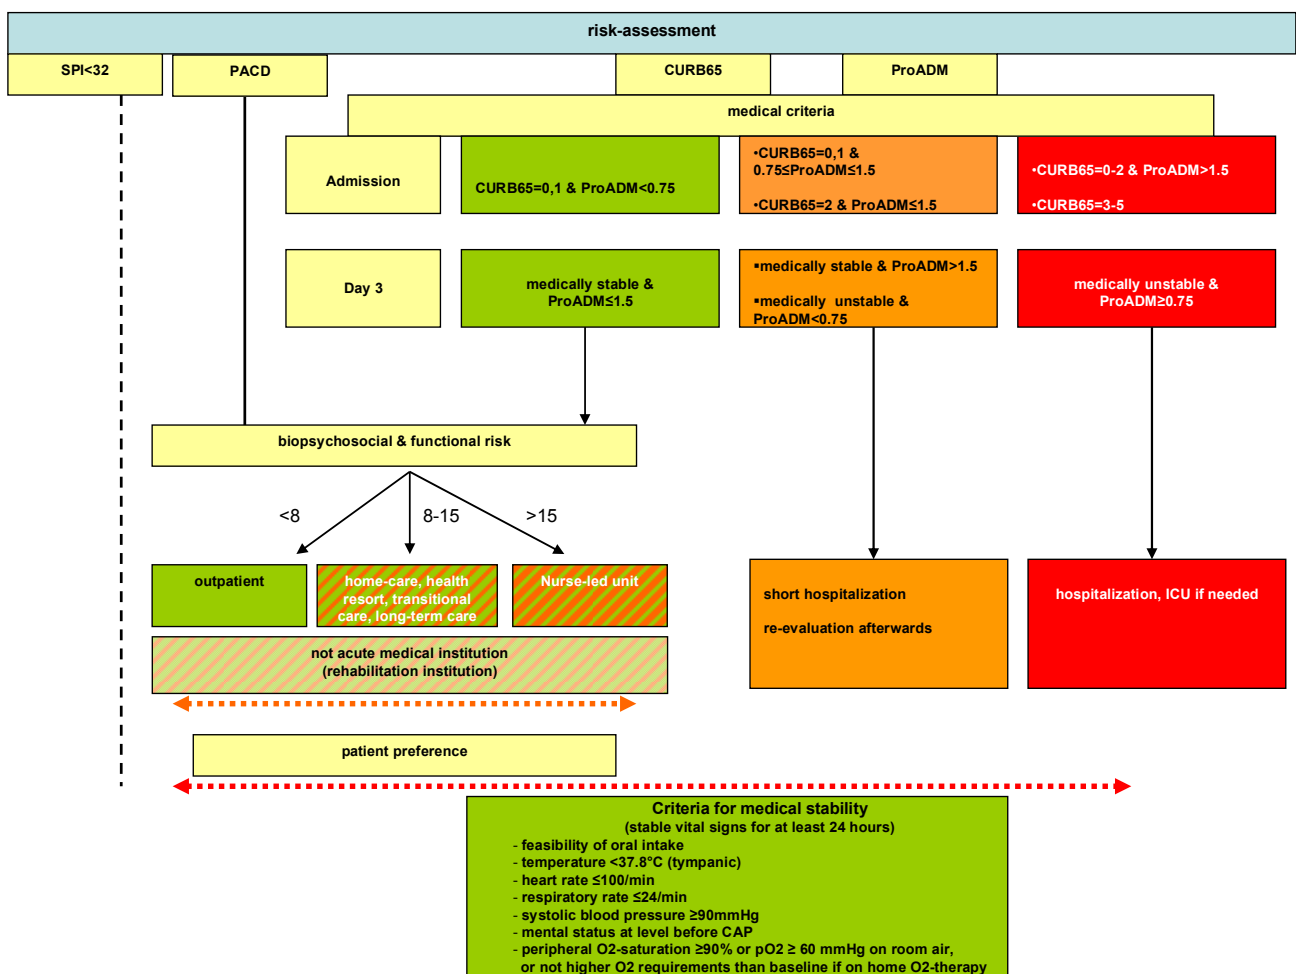 risk-assessment
SPI<32
PACD
CURB65
ProADM
medical criteria
Admission
CURB65=0,1 & ProADM<0.75
•CURB65=0,1 &
0.75≤ProADM≤1.5
•CURB65=2 & ProADM≤1.5
•CURB65=0-2 & ProADM>1.5
•CURB65=3-5
Day 3
medically stable &
ProADM≤1.5
▪medically stable & ProADM>1.5
▪medically unstable &
ProADM<0.75
medically unstable &
ProADM≥0.75
biopsychosocial & functional risk
<8
8-15
>15
outpatient
home-care, health
resort, transitional
care, long-term care
Nurse-led unit
short hospitalization
re-evaluation afterwards
hospitalization, ICU if needed
not acute medical institution
(rehabilitation institution)
patient preference
Criteria for medical stability
(stable vital signs for at least 24 hours)
- feasibility of oral intake
- temperature <37.8°C (tympanic)
- heart rate ≤100/min
- respiratory rate ≤24/min
- systolic blood pressure ≥90mmHg
- mental status at level before CAP
- peripheral O2-saturation ≥90% or pO2 ≥ 60 mmHg on room air,
or not higher O2 requirements than baseline if on home O2-therapy